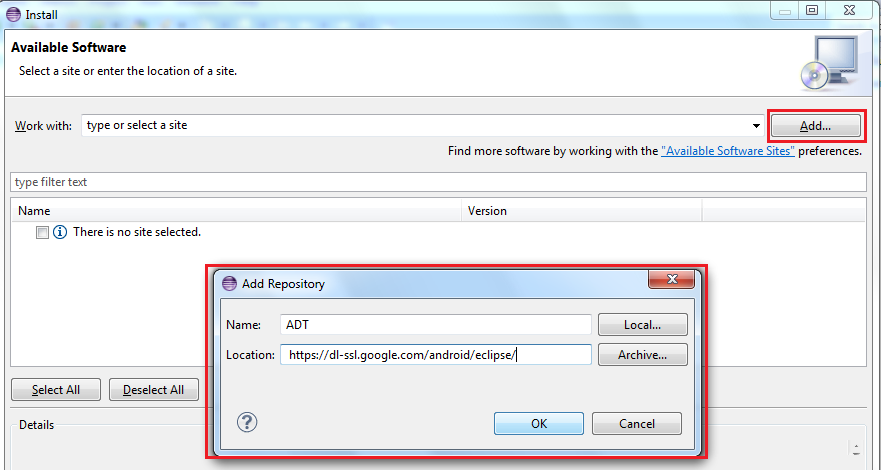 Install
Available Software
Select a site or enter the location of a site.
Work with: type or select a site Add...
Find more software by working with the "Available Software Sites" preferences.
type filter text
Name Version
There is no site selected.
Add Repository
Name: ADT Local...
Location: https://dl-ssl.google.com/android/eclipse/ Archive...
Select All Deselect All
OK Cancel
Details